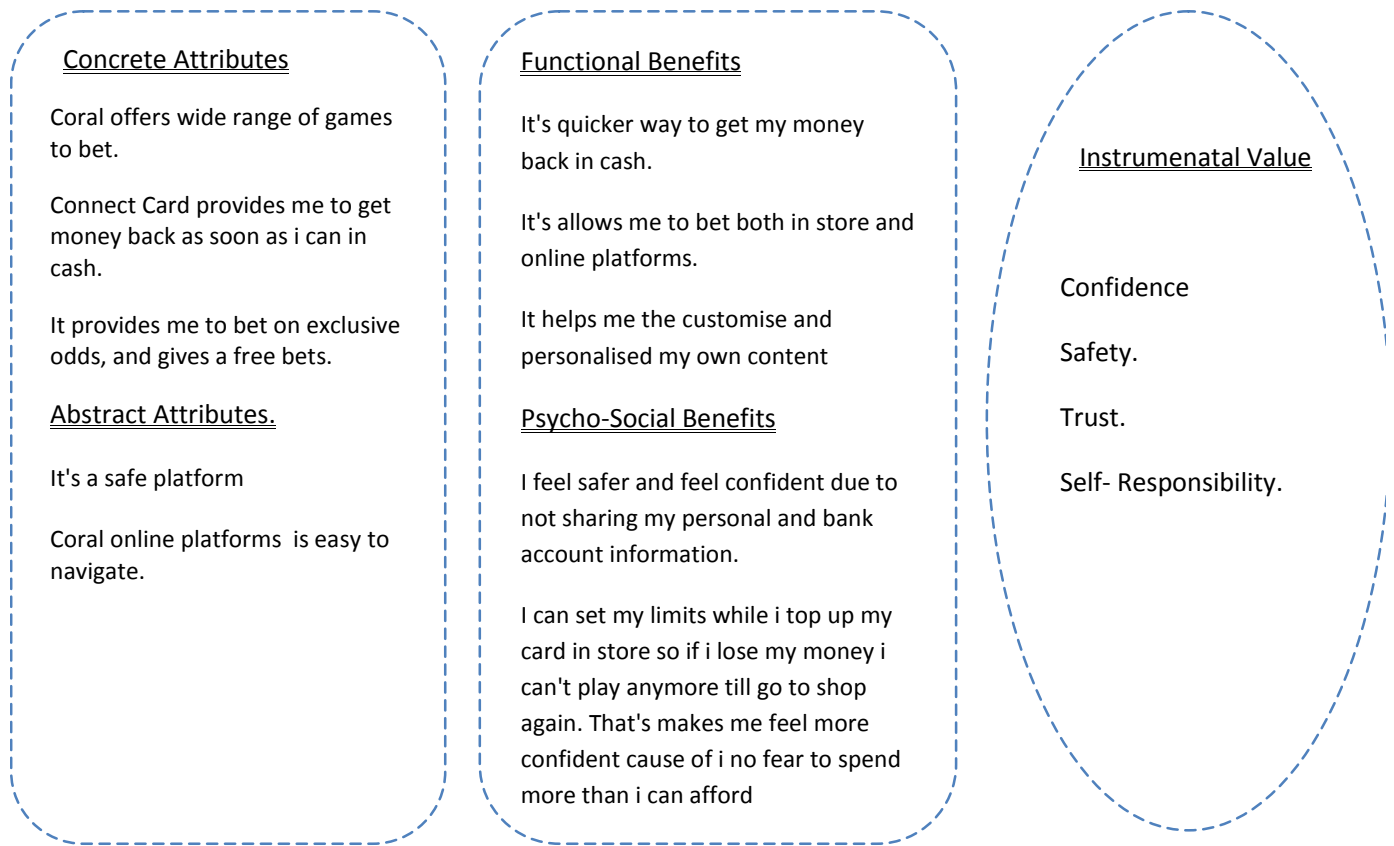 Concrete Attributes
Coral offers wide range of games
to bet.
Connect Card provides me to get
money back as soon as i can in
cash.
It provides me to bet on exclusive
odds, and gives a free bets.
Abstract Attributes.
It's a safe platform
Coral online platforms is easy to
navigate.
Functional Benefits
It's quicker way to get my money
back in cash.
It's allows me to bet both in store and
online platforms.
It helps me the customise and
personalised my own content
Psycho-Social Benefits
I feel safer and feel confident due to
not sharing my personal and bank
account information.
I can set my limits while i top up my
card in store so if i lose my money i
can't play anymore till go to shop
again. That's makes me feel more
confident cause of i no fear to spend
more than i can afford
Instrumenatal Value
Confidence
Safety.
Trust.
Self- Responsibility.